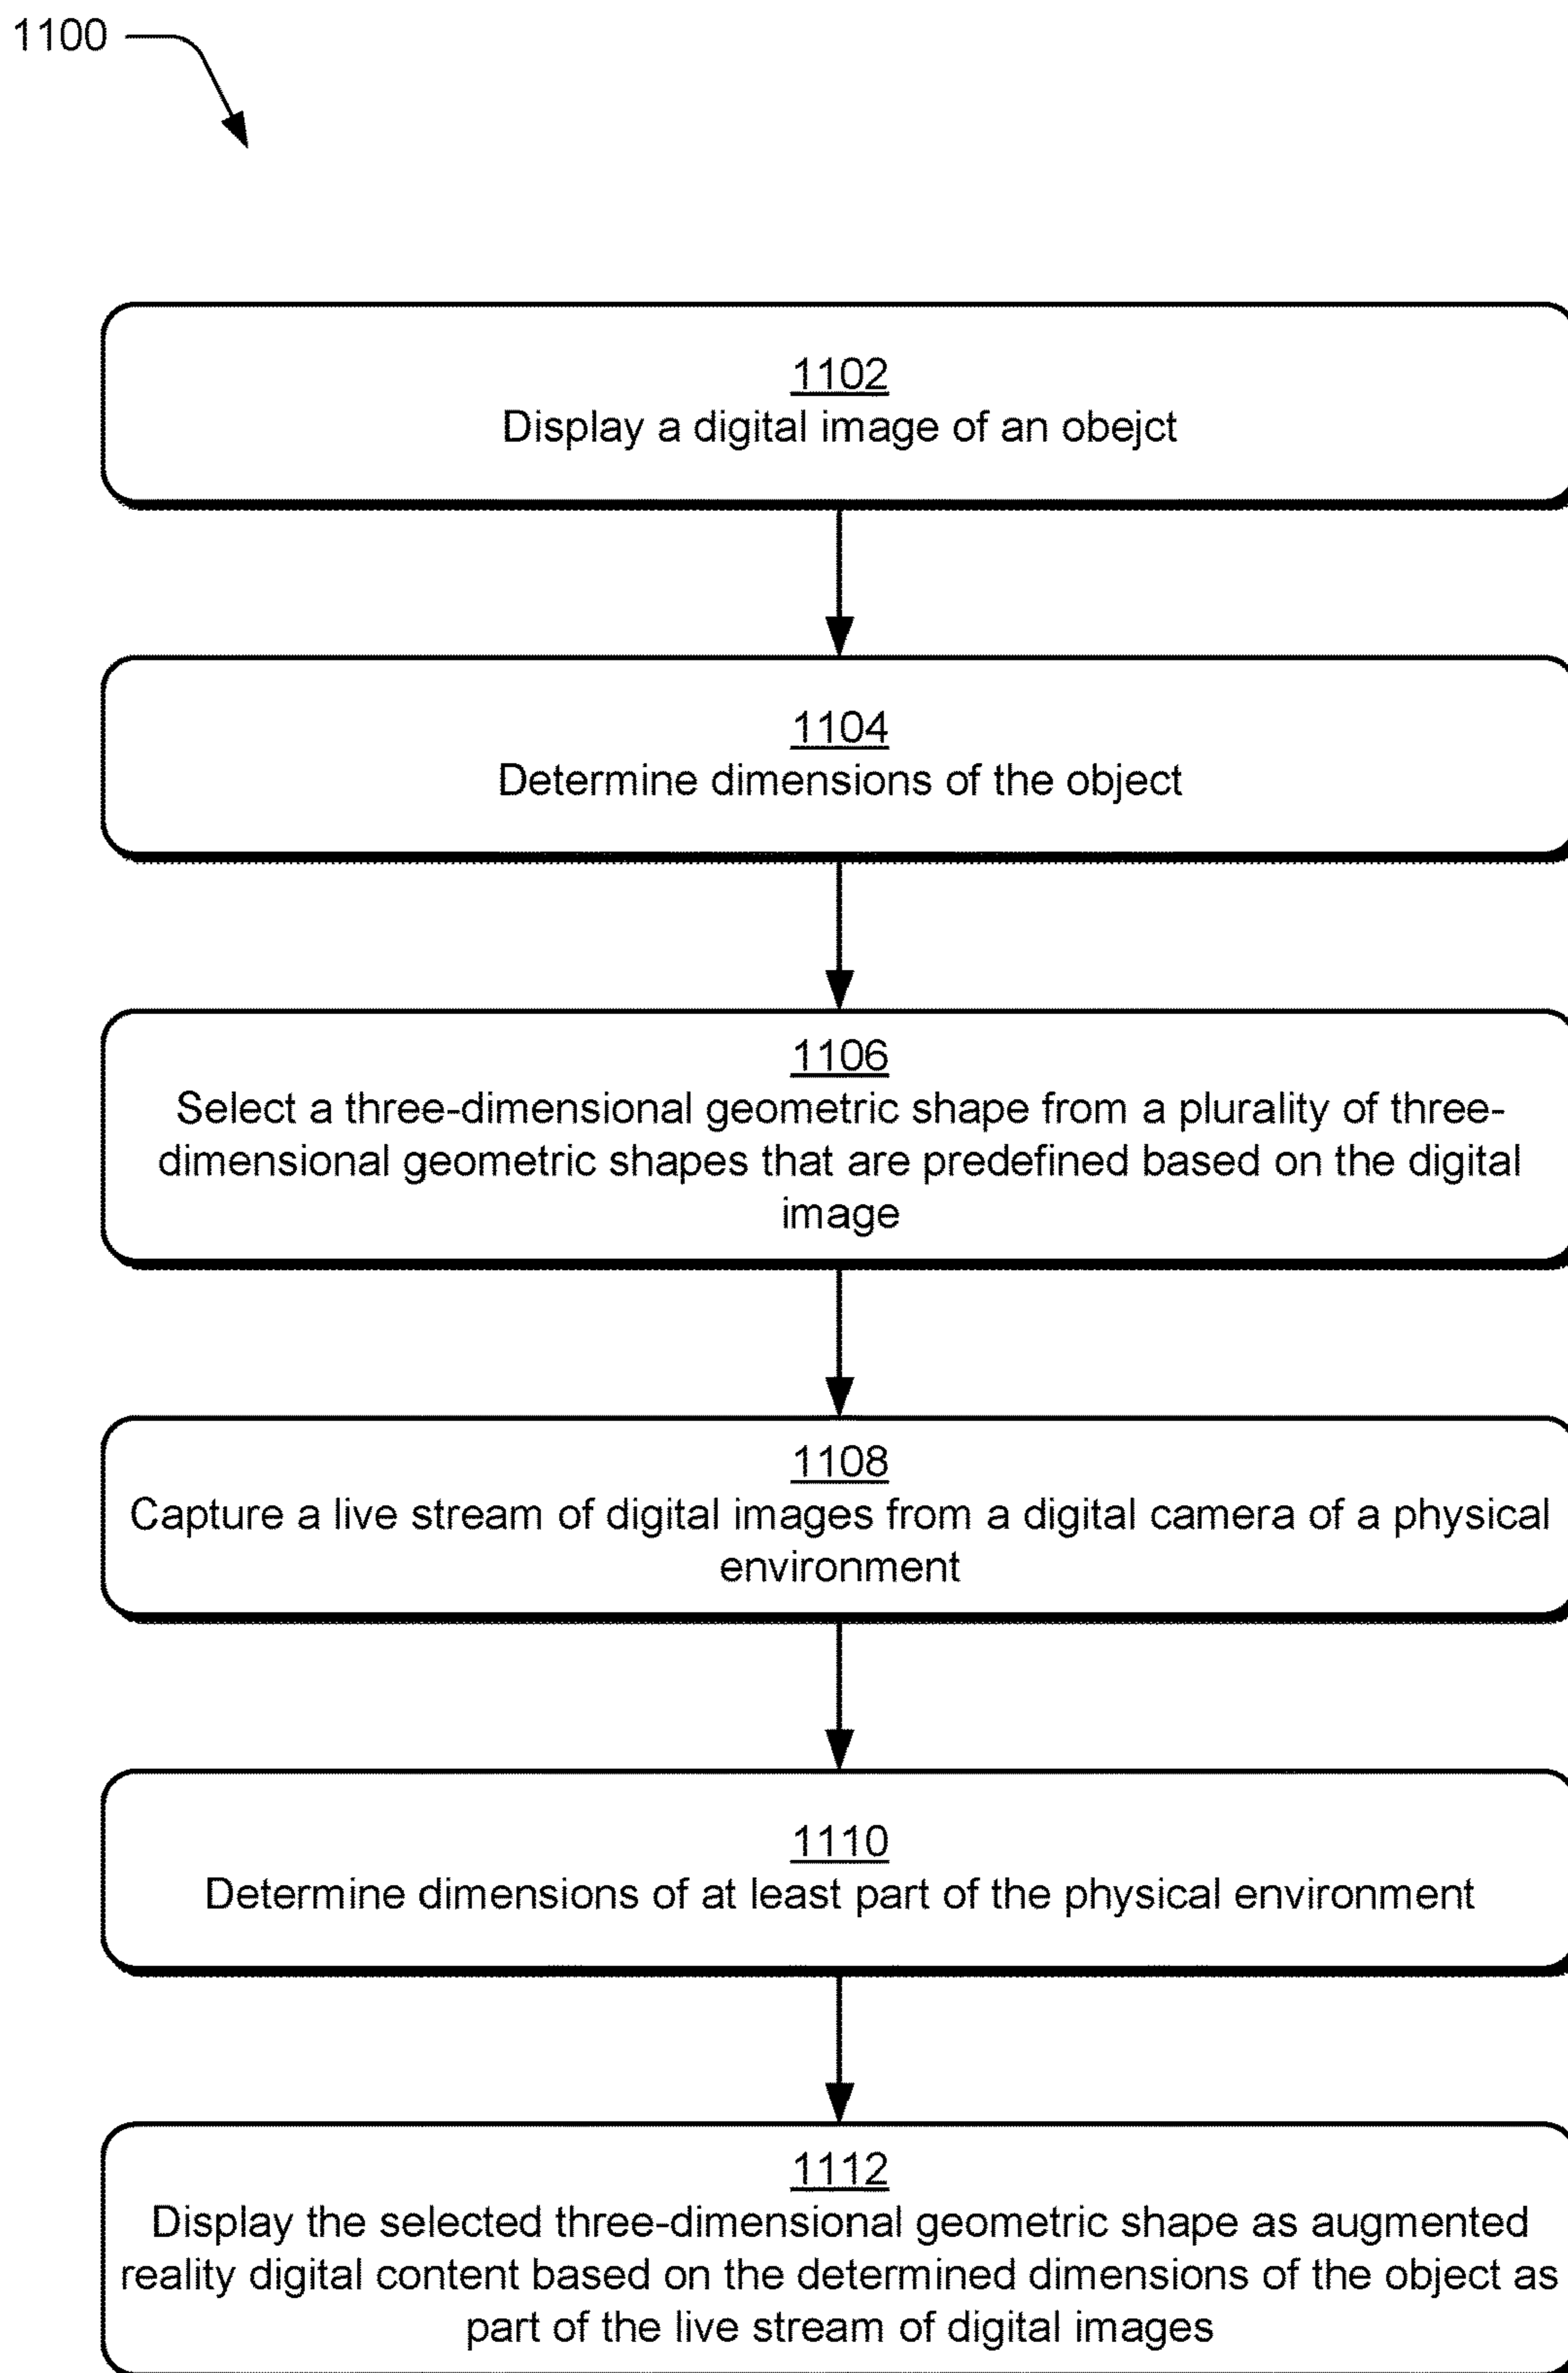 1100
1102
Display a digital image of an obejct
1104
Determine dimensions of the object
1106
Select a three-dimensional geometric shape from a plurality of three-
dimensional geometric shapes that are predefined based on the digital
image
1108
Capture a live stream of digital images from a digital camera of a physical
environment
1110
Determine dimensions of at least part of the physical environment
1112
Display the selected three-dimensional geometric shape as augmented
reality digital content based on the determined dimensions of the object as
part of the live stream of digital images